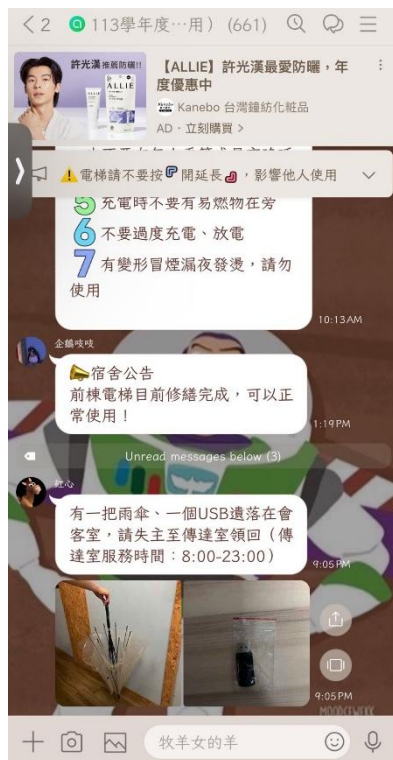 2 113學年度…用） (661)
許光漢推薦防曬!!
ALLIE
【ALLIE】許光漢最愛防曬，年
度優惠中
Kanebo 台灣鐘紡化粧品
AD・立刻購買 >
⚠️電梯請不要按🅿開延長，影響他人使用
5 充電時不要有易燃物在旁
6 不要過度充電、放電
7 有變形冒煙漏夜發燙，請勿
使用
10:13AM
企鵝吱吱
📣宿舍公告
前棟電梯目前修繕完成，可以正
常使用！
1:19PM
Unread messages below (3)
紅心
有一把雨傘、一個USB遺落在會
客室，請失主至傳達室領回（傳
達室服務時間：8:00-23:00）
9:05PM
9:05PM
MOODCEWEKK
牧羊女的羊